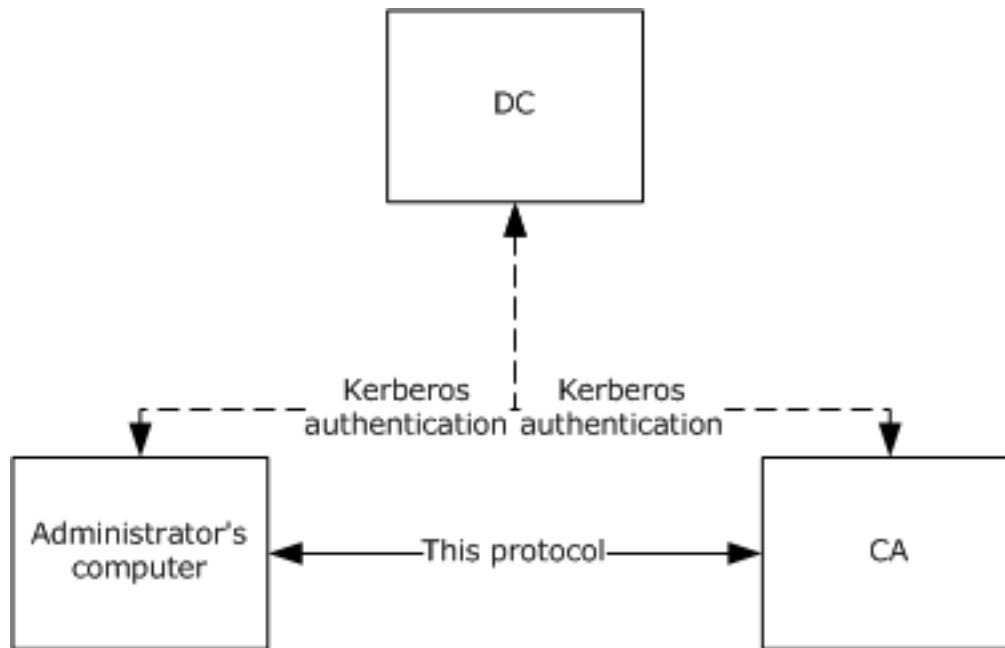 DC
Kerberos
authentication
Kerberos
authentication
Administrator's
computer
This protocol
CA